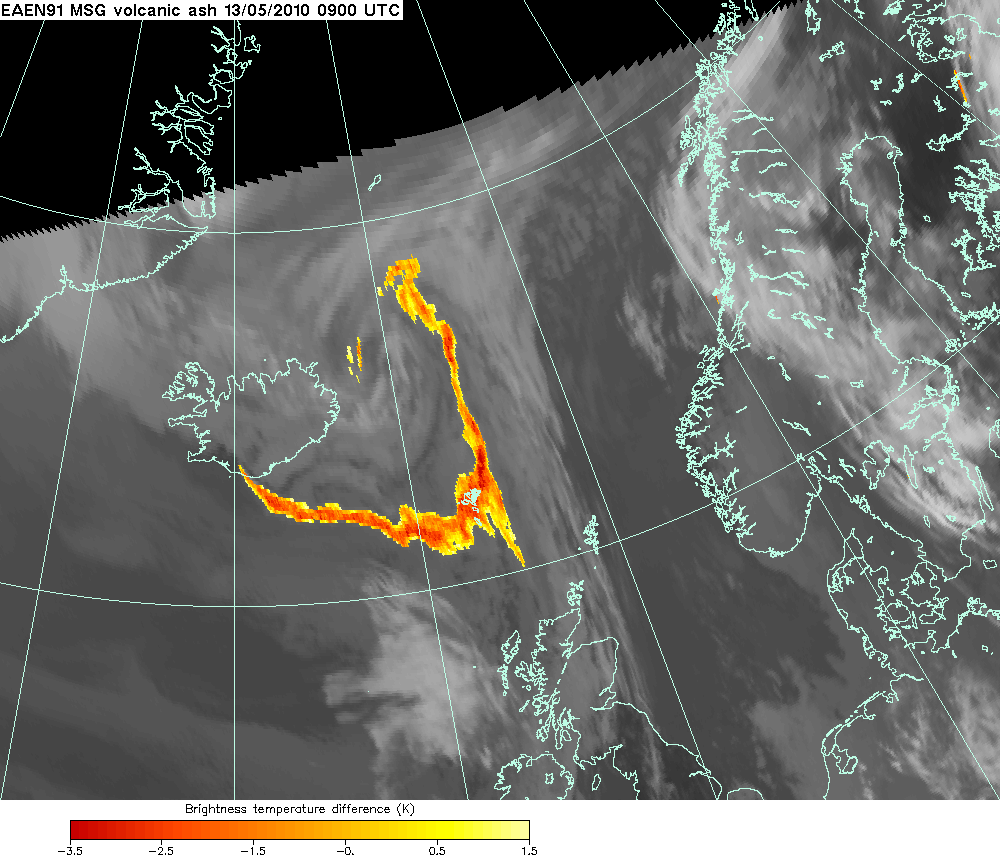 EAEN91 MSG volcanic ash 13/05/2010 0900 UTC
Brightness temperature difference (K)
-3.5 -2.5 -1.5 -0. 0.5 1.5